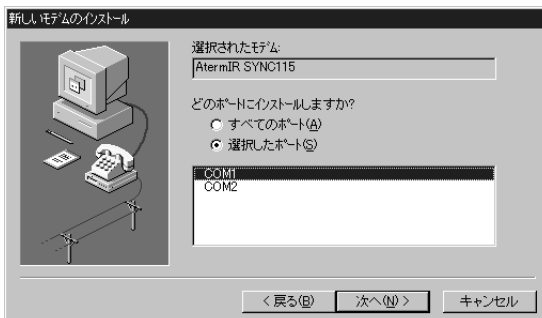 新しいモデムのインストール
選択されたモデム:
AtermIR SYNC115
どのポートにインストールしますか?
すべてのポート(A)
選択したポート(S)
COM1
COM2
< 戻る(B)
次へ(N) >
キャンセル